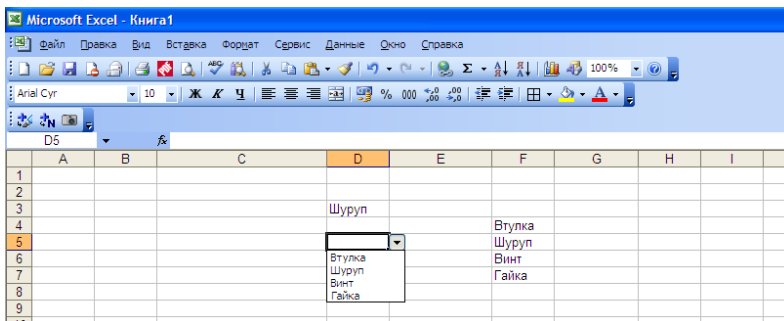 Microsoft Excel - Книга1
Файл Правка Вид Вставка Формат Сервис Данные Окно Справка
100%
Arial Cyr 10 Ж К Ч % 000
D5 fx
A B C D E F G H I
1
2
3 Шуруп
4 Втулка
5 Шуруп
6 Втулка Винт
7 Шуруп Гайка
Винт
8 Гайка
9